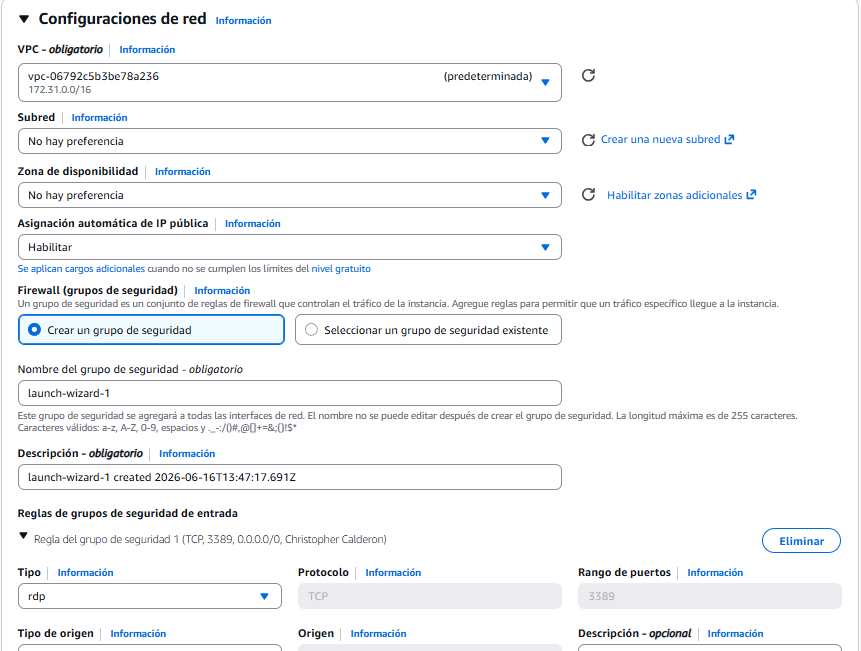 Configuraciones de red Información
VPC - obligatorio Información
vpc-06792c5b3be78a236 (predeterminada)
172.31.0.0/16
Subred Información
No hay preferencia Crear una nueva subred
Zona de disponibilidad Información
No hay preferencia Habilitar zonas adicionales
Asignación automática de IP pública Información
Habilitar
Se aplican cargos adicionales cuando no se cumplen los límites del nivel gratuito
Firewall (grupos de seguridad) Información
Un grupo de seguridad es un conjunto de reglas de firewall que controlan el tráfico de la instancia. Agregue reglas para permitir que un tráfico específico llegue a la instancia.
Crear un grupo de seguridad Seleccionar un grupo de seguridad existente
Nombre del grupo de seguridad - obligatorio
launch-wizard-1
Este grupo de seguridad se agregará a todas las interfaces de red. El nombre no se puede editar después de crear el grupo de seguridad. La longitud máxima es de 255 caracteres.
Caracteres válidos: a-z, A-Z, 0-9, espacios y ._-:/()#,@[]+=&;{}!$*
Descripción - obligatorio Información
launch-wizard-1 created 2026-06-16T13:47:17.691Z
Reglas de grupos de seguridad de entrada
Regla del grupo de seguridad 1 (TCP, 3389, 0.0.0.0/0, Christopher Calderon) Eliminar
Tipo Información Protocolo Información Rango de puertos Información
rdp TCP 3389
Tipo de origen Información Origen Información Descripción - opcional Información